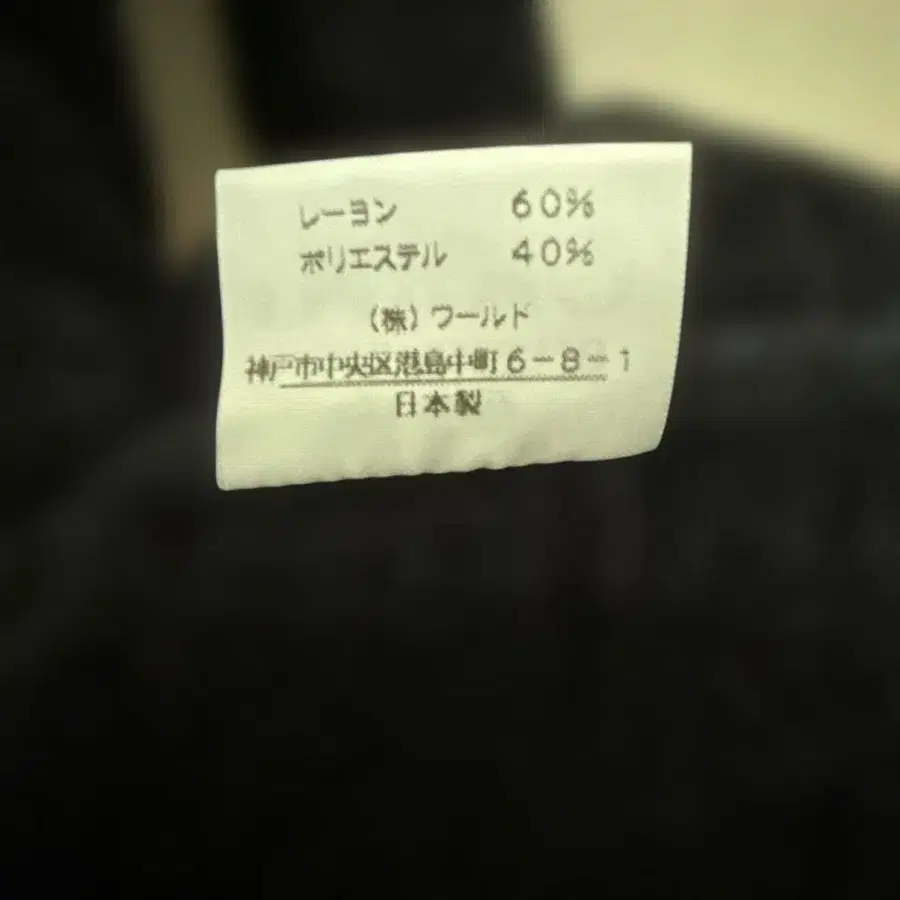 レーヨン 60%
ポリエステル 40%
(株)ワールド
神戸市中央区港島中町6-8-1
日本製